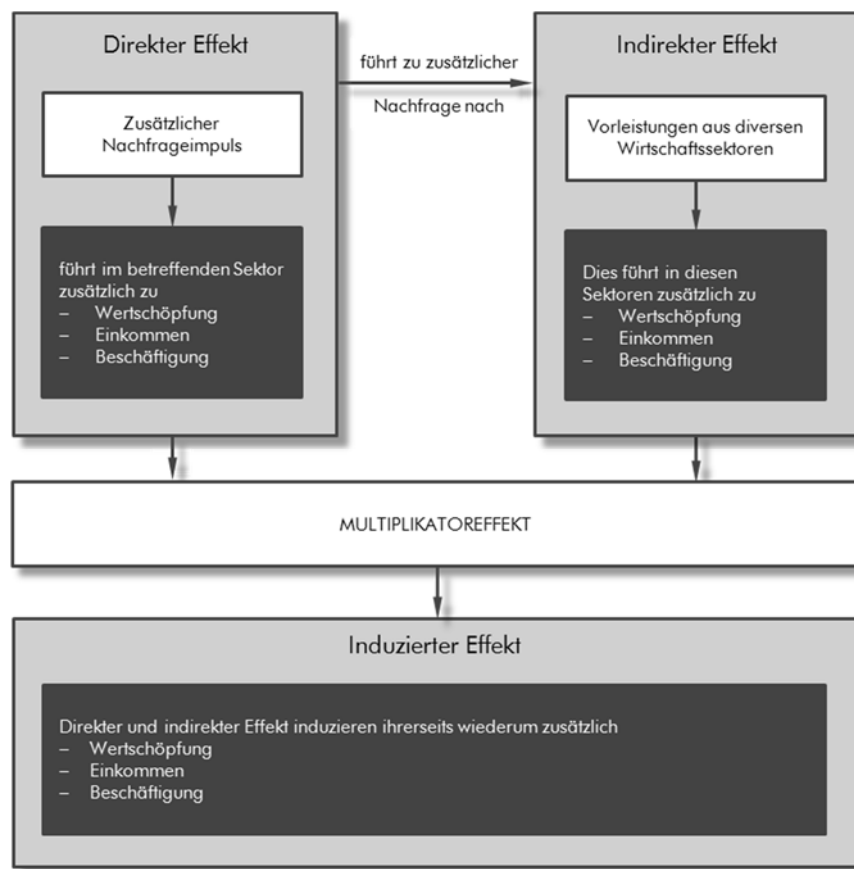 Direkter Effekt
Zusätzlicher
Nachfrageimpuls
führt im betreffenden Sektor
zusätzlich zu
– Wertschöpfung
– Einkommen
– Beschäftigung
führt zu zusätzlicher
Nachfrage nach
Indirekter Effekt
Vorleistungen aus diversen
Wirtschaftssektoren
Dies führt in diesen
Sektoren zusätzlich zu
– Wertschöpfung
– Einkommen
– Beschäftigung
MULTIPLIKATOREFFEKT
Induzierter Effekt
Direkter und indirekter Effekt induzieren ihrerseits wiederum zusätzlich
– Wertschöpfung
– Einkommen
– Beschäftigung